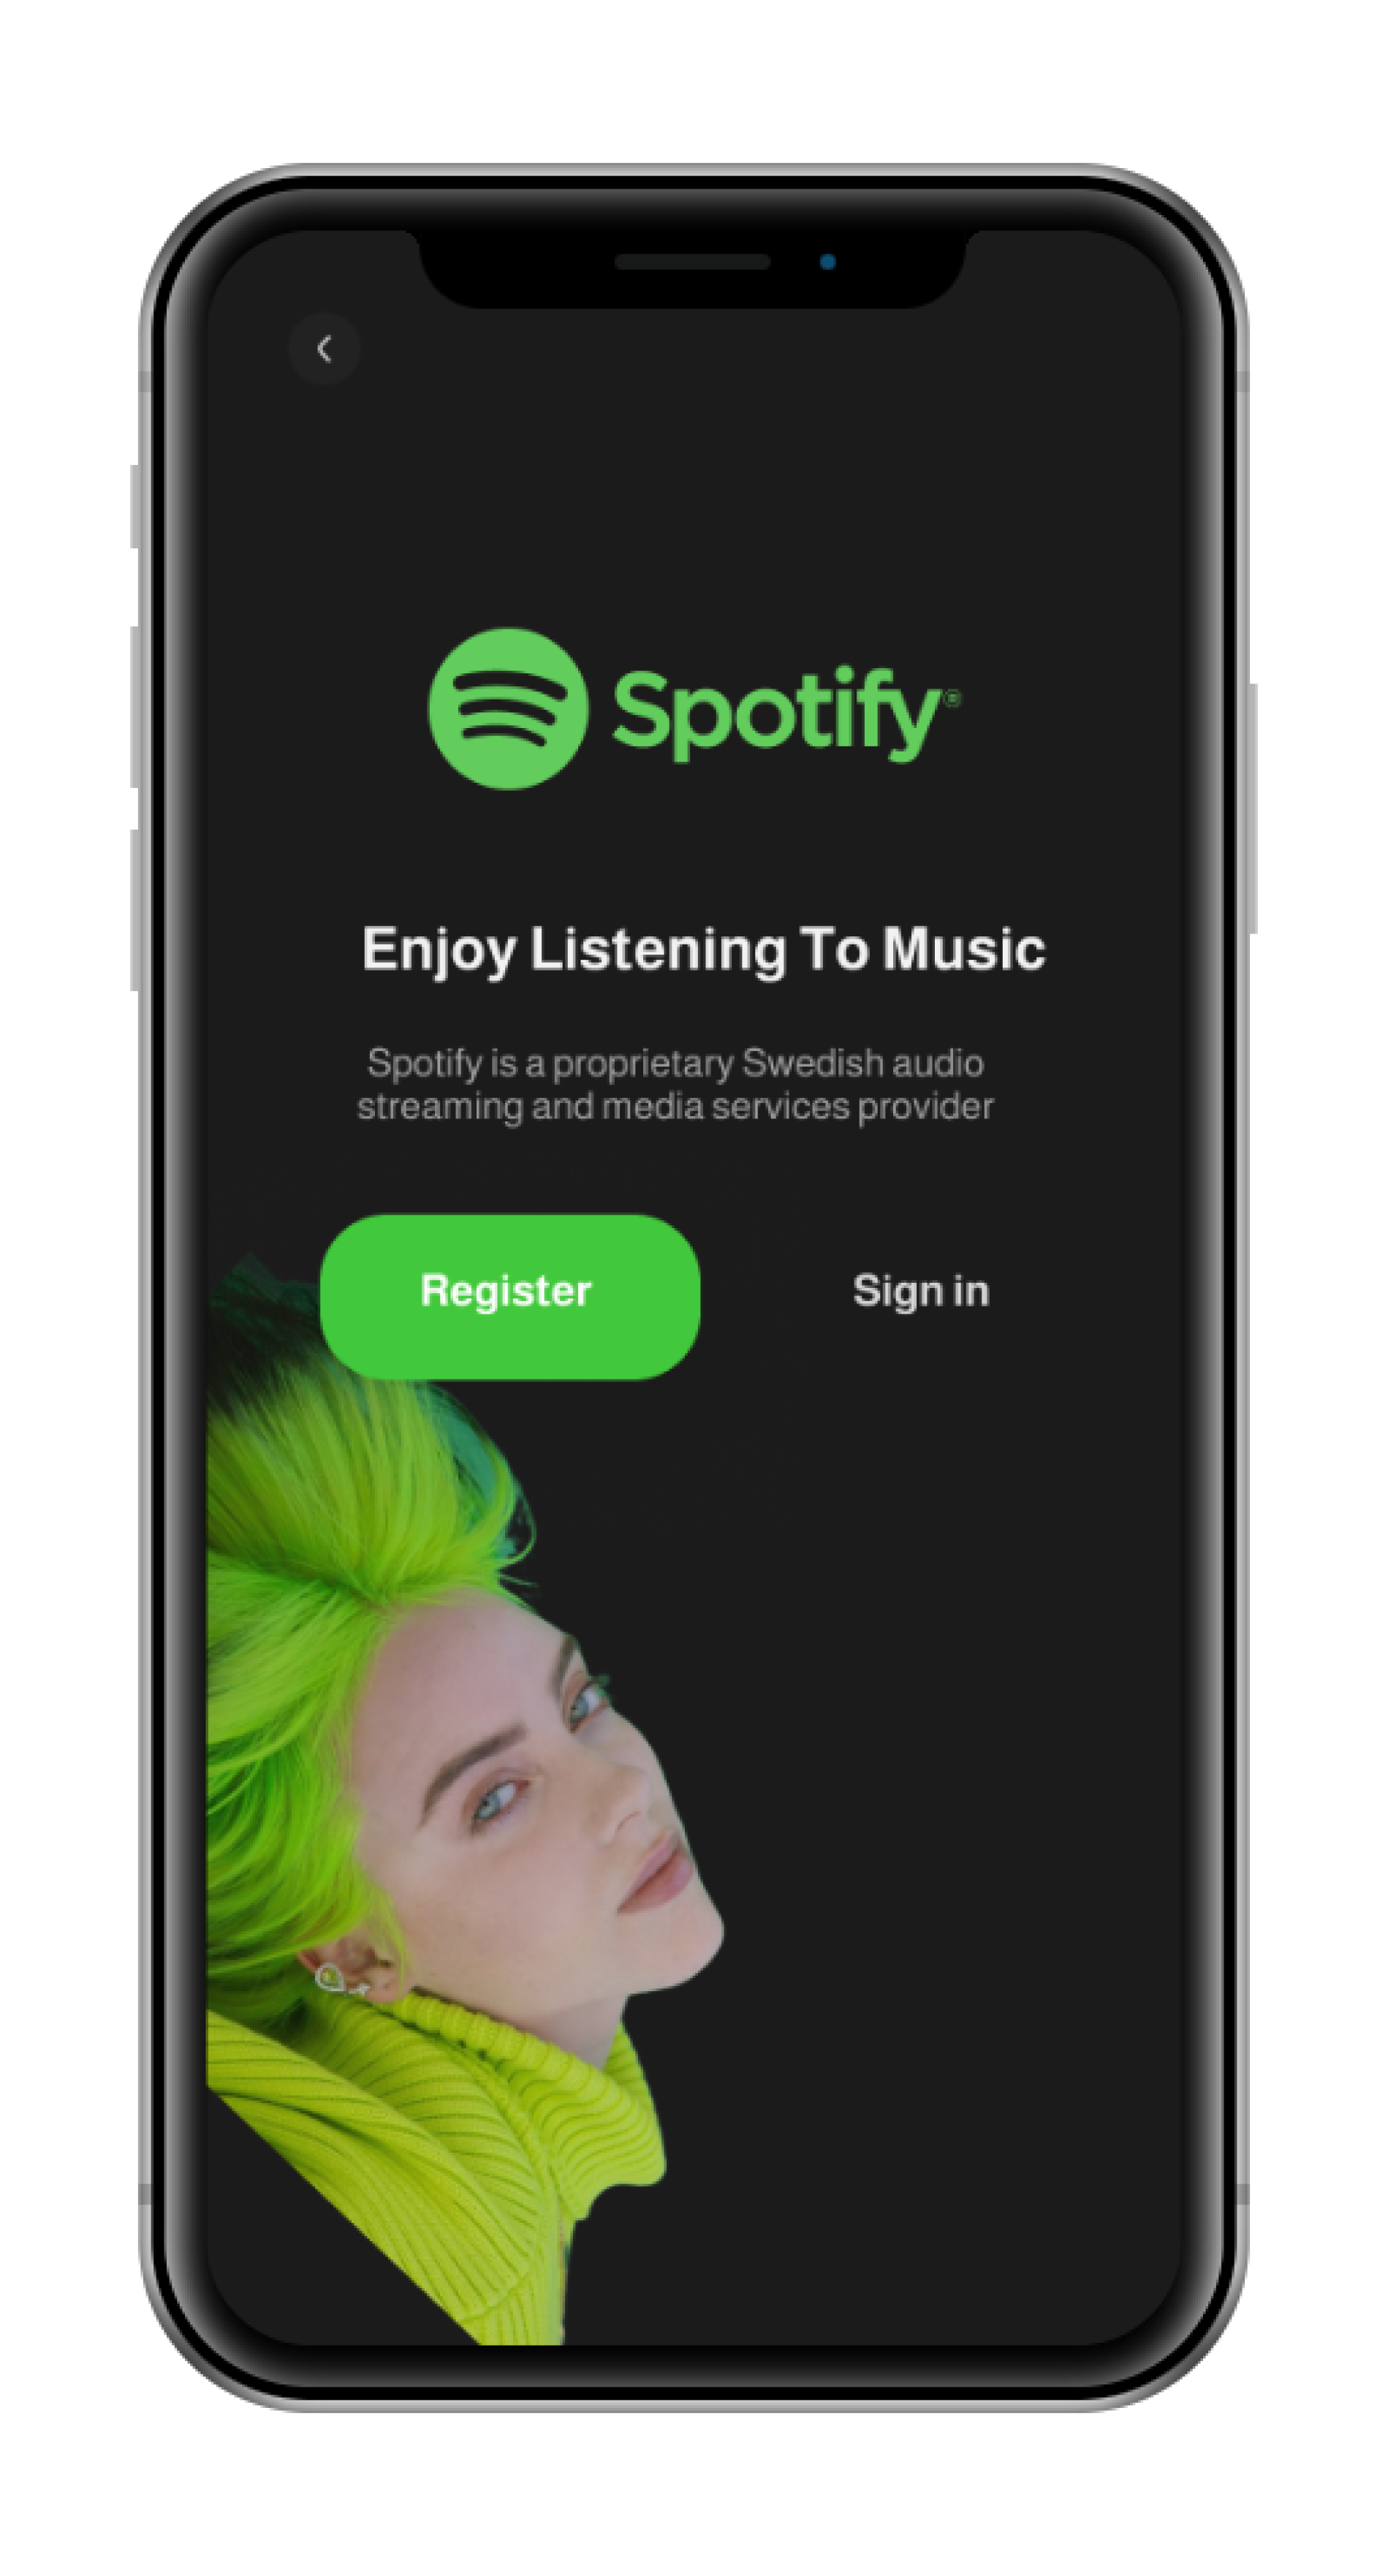 Spotify®
Enjoy Listening To Music
Spotify is a proprietary Swedish audio
streaming and media services provider
Register Sign in